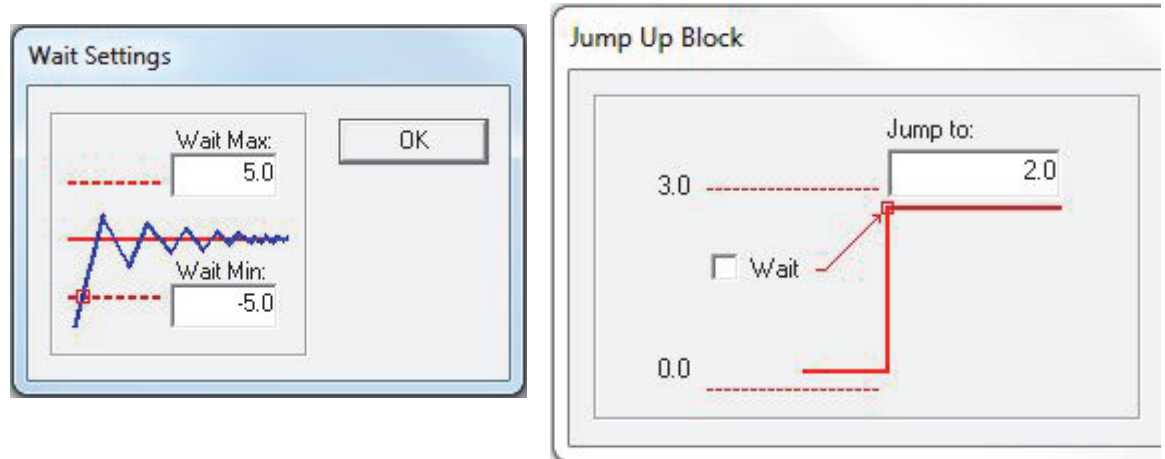 Wait Settings
Wait Max:
5.0
OK
Wait Min:
-5.0
Jump Up Block
Jump to:
2.0
3.0
Wait
0.0